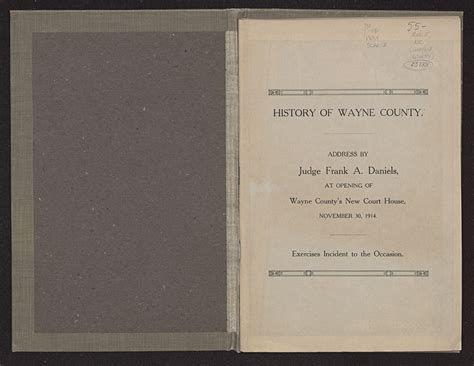 55-
HISTORY OF WAYNE COUNTY.
ADDRESS BY
Judge Frank A. Daniels,
AT OPENING OF
Wayne County's New Court House,
NOVEMBER 30, 1914.
Exercises Incident to the Occasion.